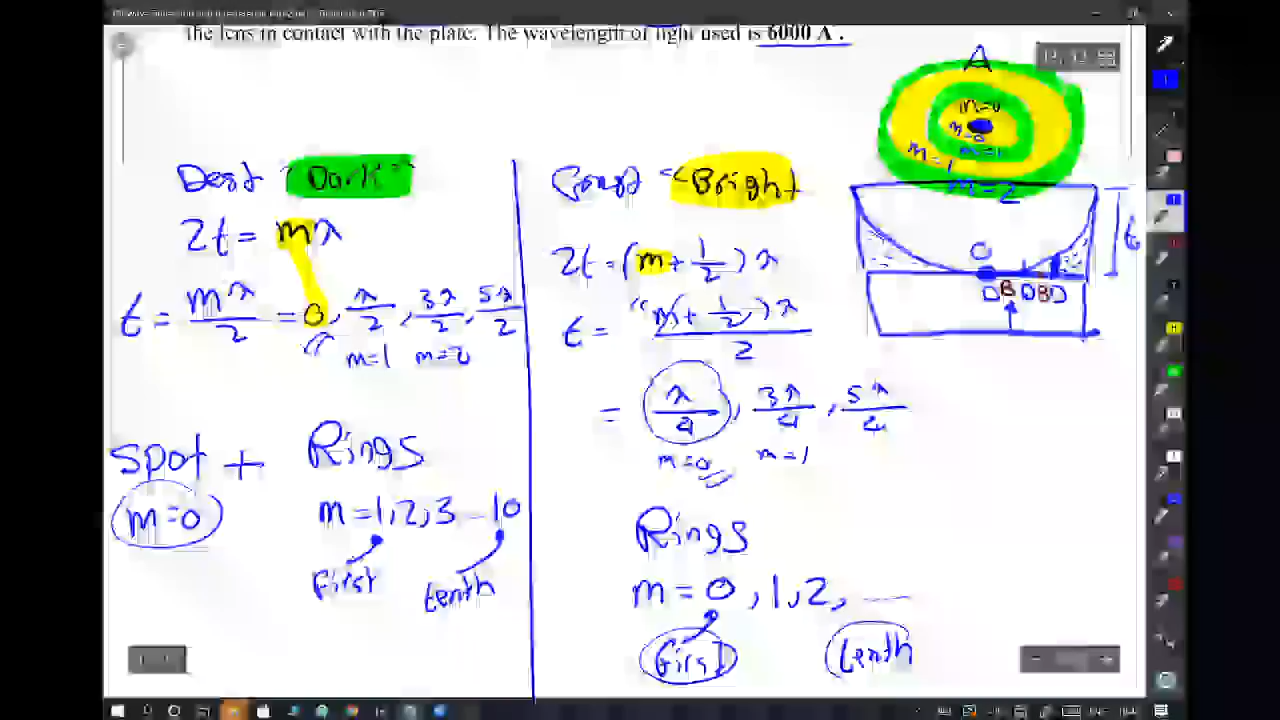 the lens in contact with the plate. The wavelength of light used is 6000 A .
A
m=0
m=0
m=1
m=1
m=2
t
O
D B D B D
Dest "Dark"
2t = mλ
t = mλ/2 = 0, λ/2, 3λ/2, 5λ/2
m=1 m=2
spot + Rings
m=0
m=1,2,3 ... 10
First tenth
Const "Bright
2t = (m + 1/2) λ
t = (m + 1/2) λ / 2
= λ/4, 3λ/4, 5λ/4
m=0 m=1
Rings
m = 0, 1, 2, ....
First tenth